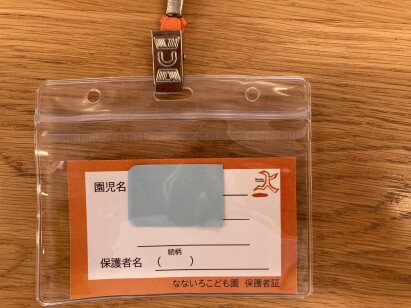 園児名
続柄
保護者名 (　　)
なないろこども園 保護者証